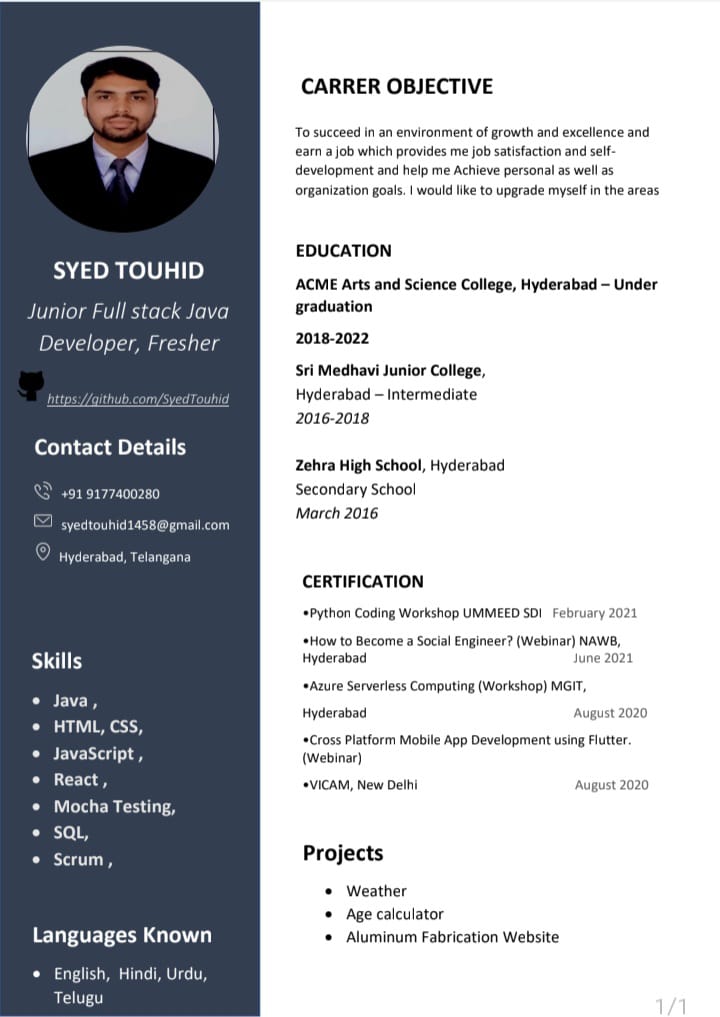 SYED TOUHID
Junior Full stack Java
Developer, Fresher
https://github.com/SyedTouhid
Contact Details
+91 9177400280
syedtouhid1458@gmail.com
Hyderabad, Telangana
Skills
• Java ,
• HTML, CSS,
• JavaScript ,
• React ,
• Mocha Testing,
• SQL,
• Scrum ,
Languages Known
• English, Hindi, Urdu,
Telugu
CARRER OBJECTIVE
To succeed in an environment of growth and excellence and
earn a job which provides me job satisfaction and self-
development and help me Achieve personal as well as
organization goals. I would like to upgrade myself in the areas
EDUCATION
ACME Arts and Science College, Hyderabad – Under
graduation
2018-2022
Sri Medhavi Junior College,
Hyderabad – Intermediate
2016-2018
Zehra High School, Hyderabad
Secondary School
March 2016
CERTIFICATION
•Python Coding Workshop UMMEED SDI February 2021
•How to Become a Social Engineer? (Webinar) NAWB,
Hyderabad June 2021
•Azure Serverless Computing (Workshop) MGIT,
Hyderabad August 2020
•Cross Platform Mobile App Development using Flutter.
(Webinar)
•VICAM, New Delhi August 2020
Projects
• Weather
• Age calculator
• Aluminum Fabrication Website
1/1